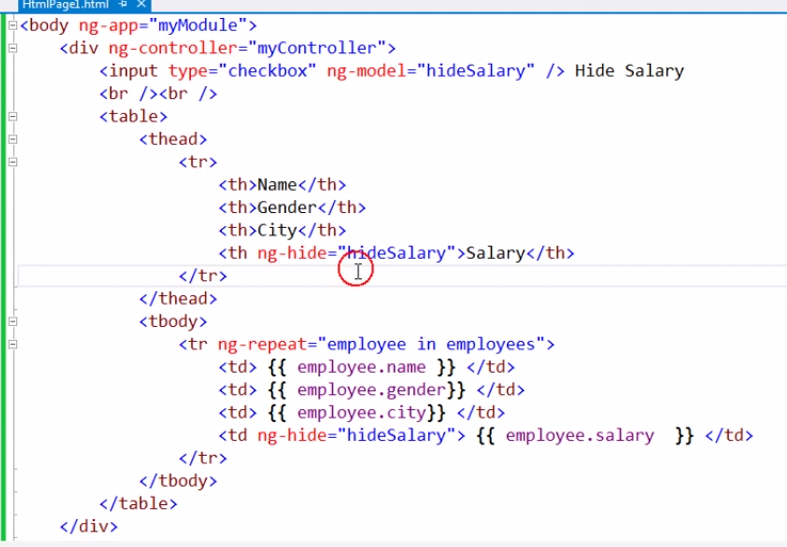 HtmlPage1.html
<body ng-app="myModule">
<div ng-controller="myController">
<input type="checkbox" ng-model="hideSalary" /> Hide Salary
<br /><br />
<table>
<thead>
<tr>
<th>Name</th>
<th>Gender</th>
<th>City</th>
<th ng-hide="hideSalary">Salary</th>
</tr>
</thead>
<tbody>
<tr ng-repeat="employee in employees">
<td> {{ employee.name }} </td>
<td> {{ employee.gender}} </td>
<td> {{ employee.city}} </td>
<td ng-hide="hideSalary"> {{ employee.salary  }} </td>
</tr>
</tbody>
</table>
</div>